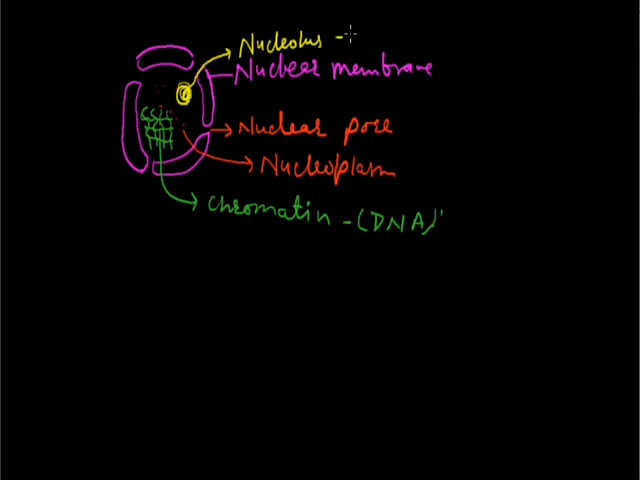 Nucleolus -
Nuclear membrane
Nuclear pore
Nucleoplasm
Chromatin - (DNA)